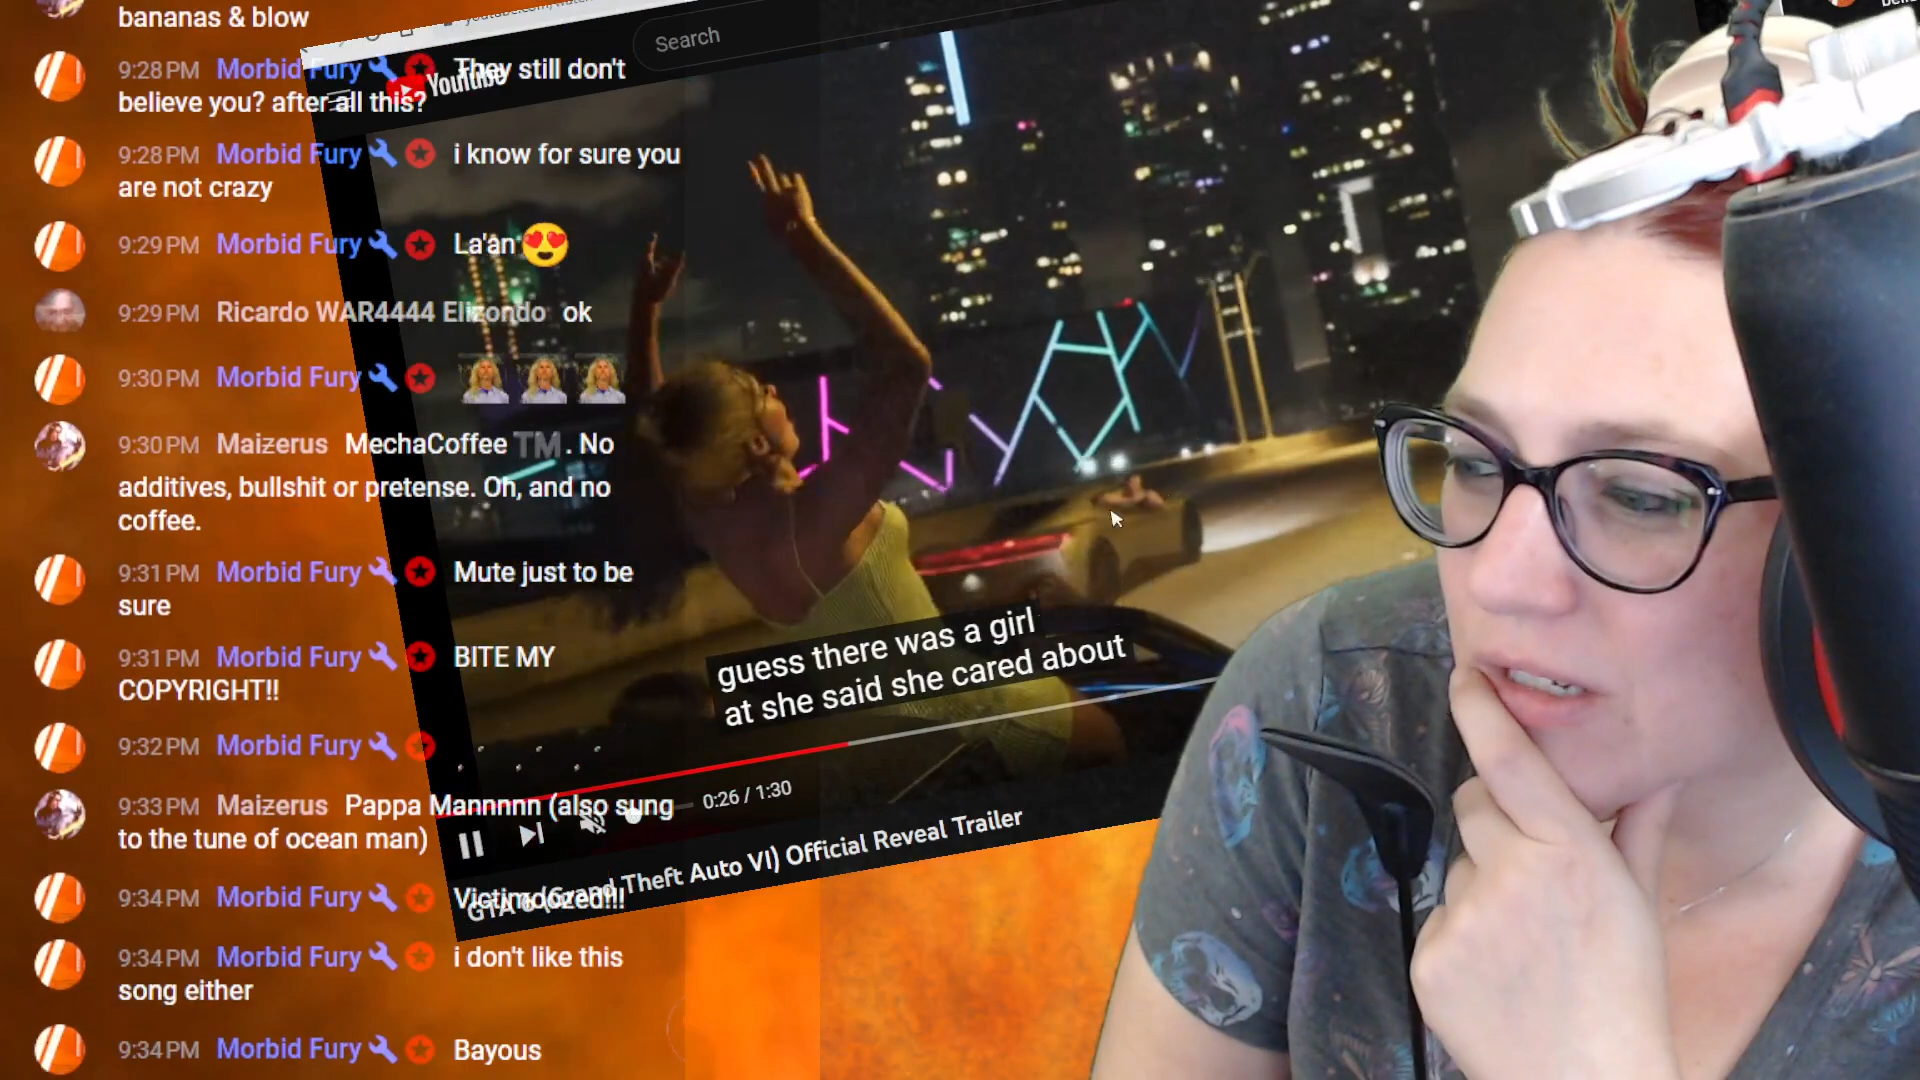 bananas & blow
9:28 PM Morbid Fury They still don't
believe you? after all this?
9:28 PM Morbid Fury i know for sure you
are not crazy
9:29 PM Morbid Fury La'an😍
9:29 PM Ricardo WAR4444 Elizondo ok
9:30 PM Morbid Fury
9:30 PM Maizerus MechaCoffee ™️. No
additives, bullshit or pretense. Oh, and no
coffee.
9:31 PM Morbid Fury Mute just to be
sure
9:31 PM Morbid Fury BITE MY
COPYRIGHT!!
9:32 PM Morbid Fury
9:33 PM Maizerus Pappa Mannnnn (also sung
to the tune of ocean man)
9:34 PM Morbid Fury Victimdozed!!!
9:34 PM Morbid Fury i don't like this
song either
9:34 PM Morbid Fury Bayous
YouTube
Search
guess there was a girl
at she said she cared about
0:26 / 1:30
GTA 6 (Grand Theft Auto VI) Official Reveal Trailer